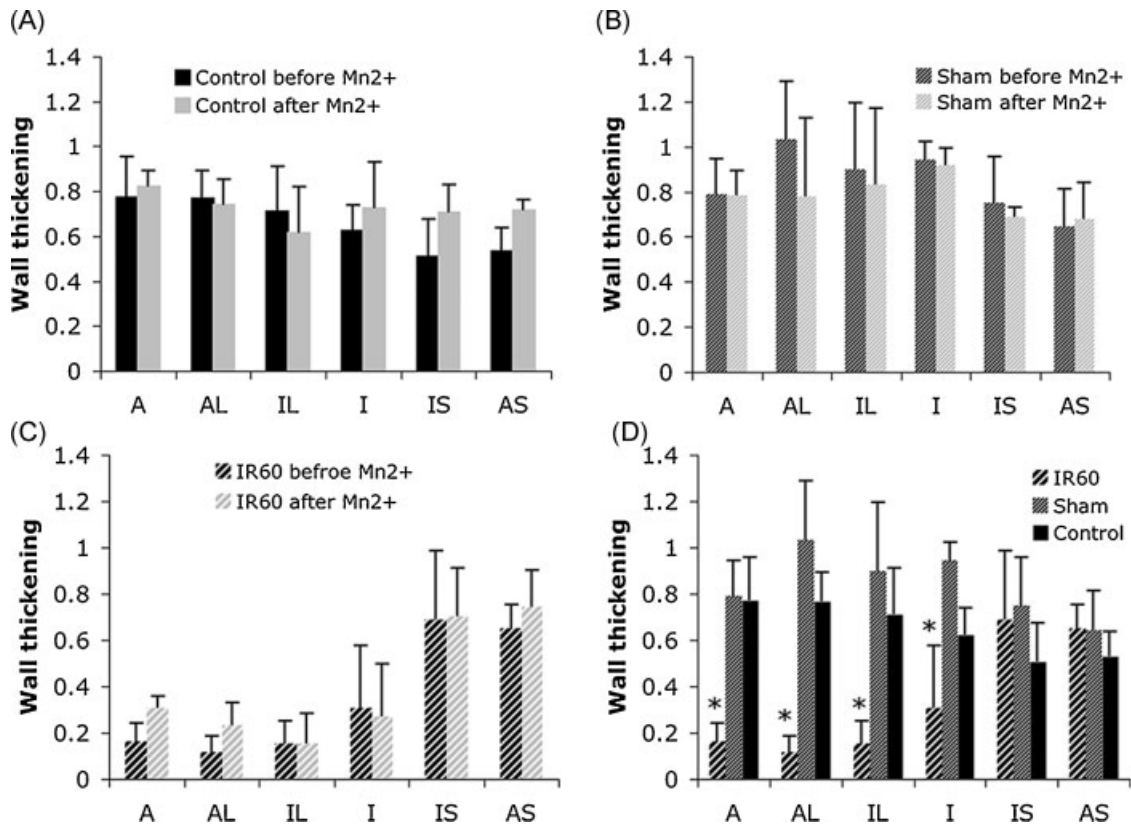 (A)
Wall thickening
1.4
1.2
1
0.8
0.6
0.4
0.2
0
Control before Mn2+
Control after Mn2+
A AL IL I IS AS
(B)
Wall thickening
1.4
1.2
1
0.8
0.6
0.4
0.2
0
Sham before Mn2+
Sham after Mn2+
A AL IL I IS AS
(C)
Wall thickening
1.4
1.2
1
0.8
0.6
0.4
0.2
0
IR60 befroe Mn2+
IR60 after Mn2+
A AL IL I IS AS
(D)
Wall thickening
1.4
1.2
1
0.8
0.6
0.4
0.2
0
IR60
Sham
Control
* * * *
A AL IL I IS AS